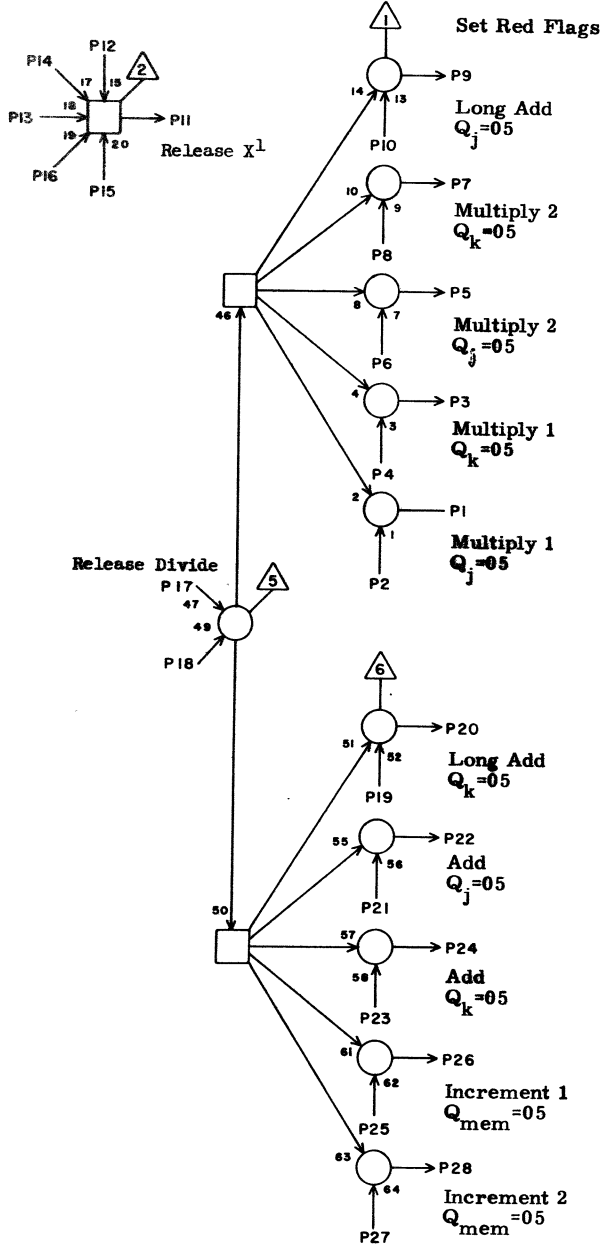 1
Set Red Flags
P12
P14
2
17
15
P9
14
13
18
P13
P11
Long Add
19
20
P10
Qj=05
Release X1
P16
P15
10
P7
9
Multiply 2
P8
Qk=05
46
8
7
P5
P6
Multiply 2
Qj=05
4
3
P3
P4
Multiply 1
Qk=05
2
1
P1
Multiply 1
P2
Qj=05
Release Divide
P17
5
47
49
P18
6
51
52
P20
Long Add
P19
Qk=05
55
56
P22
Add
P21
Qj=05
50
57
58
P24
Add
P23
Qk=05
61
62
P26
Increment 1
P25
Qmem=05
63
64
P28
Increment 2
P27
Qmem=05